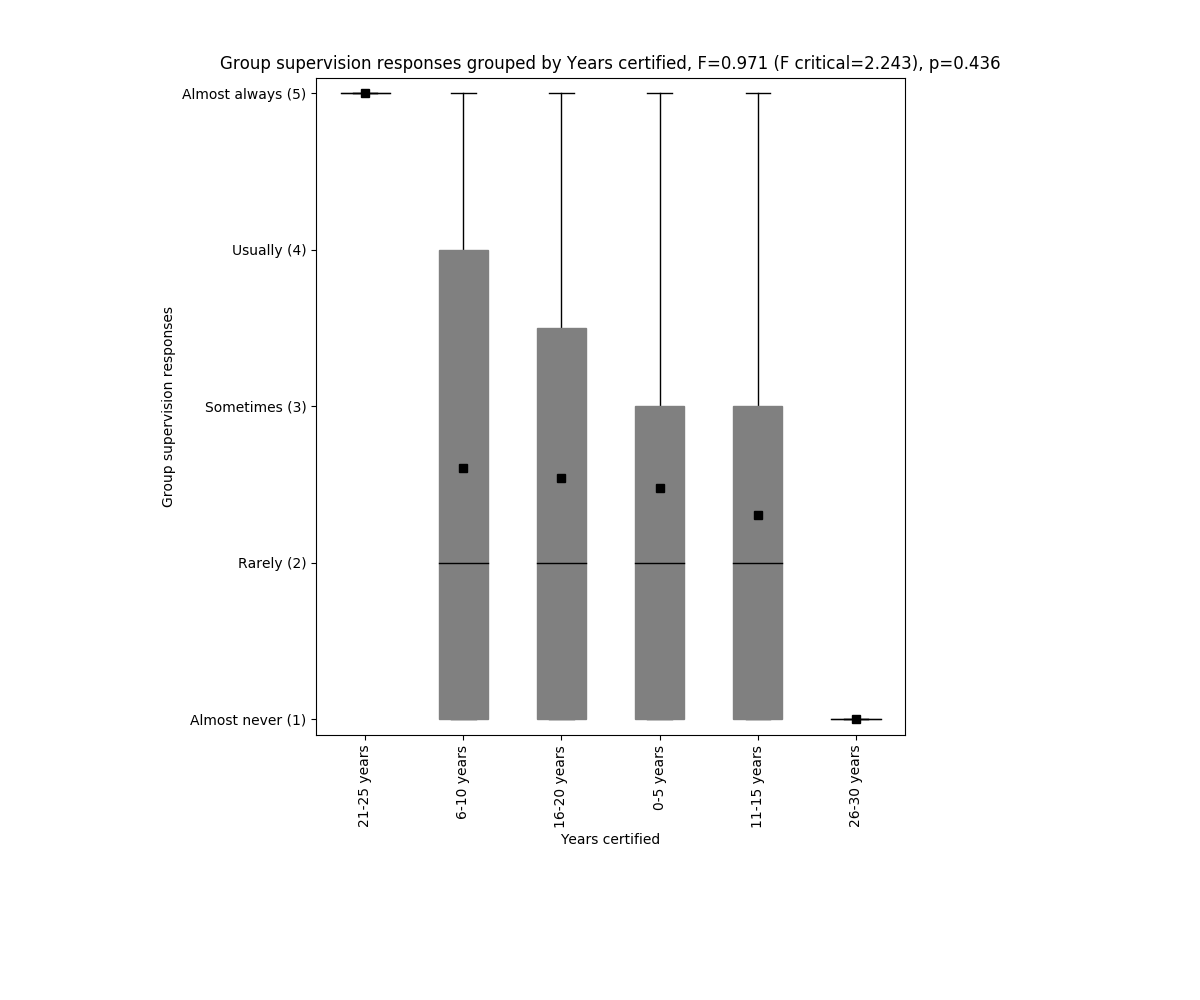 Group supervision responses grouped by Years certified, F=0.971 (F critical=2.243), p=0.436
Almost always (5)
Usually (4)
Sometimes (3)
Rarely (2)
Almost never (1)
Group supervision responses
21-25 years
6-10 years
16-20 years
0-5 years
11-15 years
26-30 years
Years certified